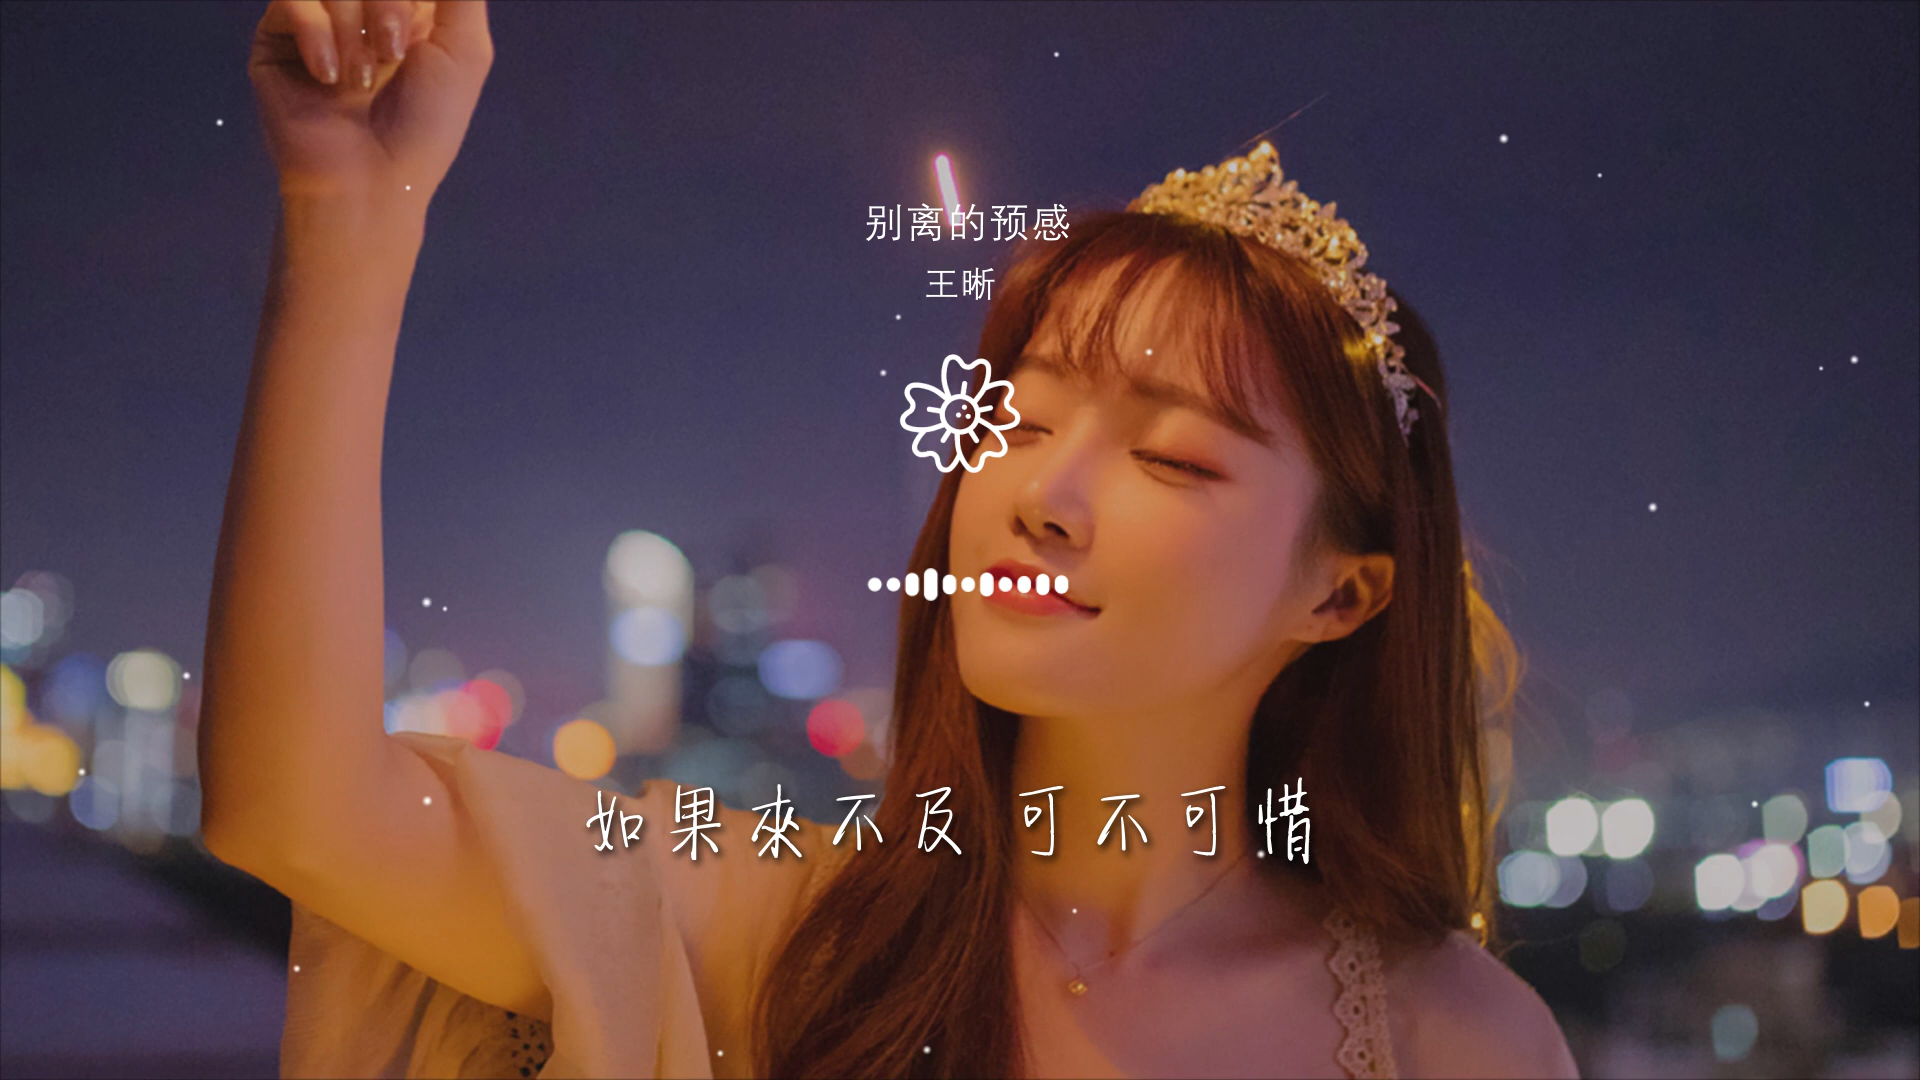 别离的预感
王晰
如果來不及 可不可惜